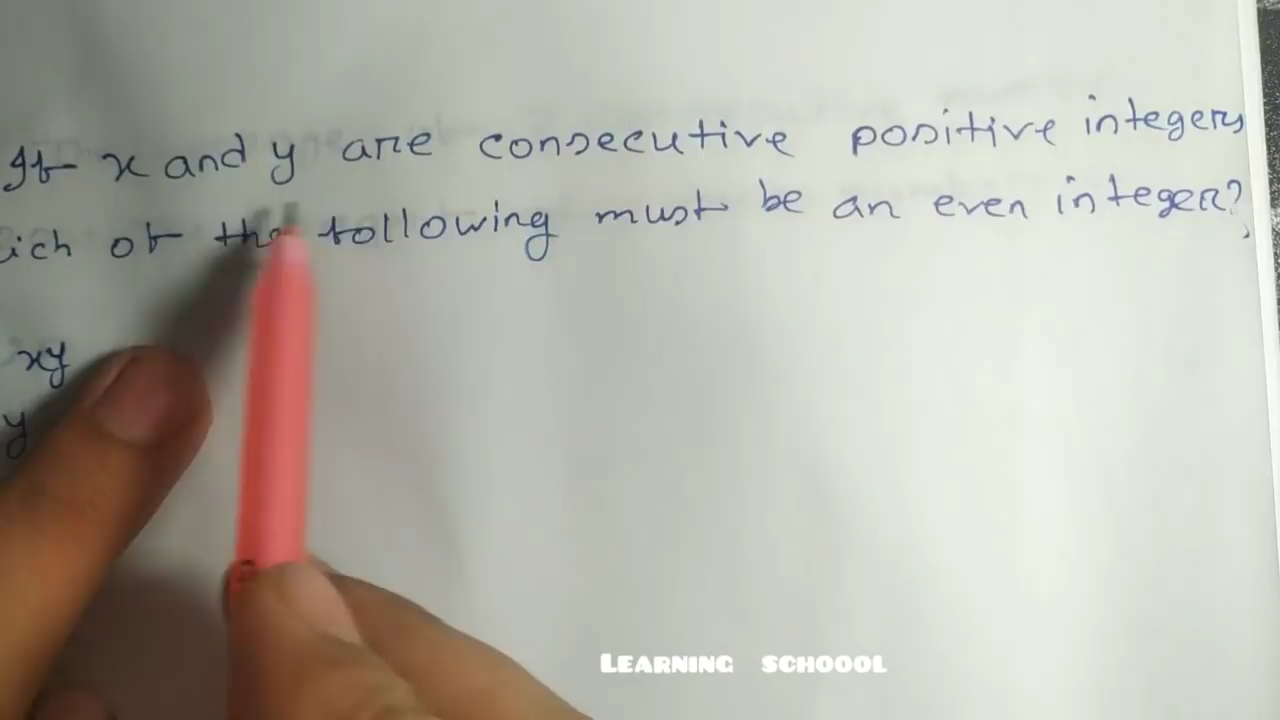 If x and y are consecutive positive integers
ich of the following must be an even integer?
xy
y
LEARNING SCHOOOL